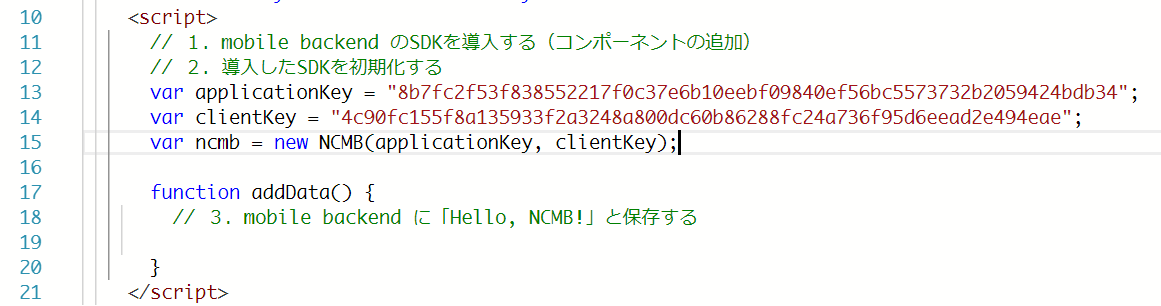 10 <script>
11 // 1. mobile backend のSDKを導入する（コンポーネントの追加）
12 // 2. 導入したSDKを初期化する
13 var applicationKey = "8b7fc2f53f838552217f0c37e6b10eebf09840ef56bc5573732b2059424bdb34";
14 var clientKey = "4c90fc155f8a135933f2a3248a800dc60b86288fc24a736f95d6eead2e494eae";
15 var ncmb = new NCMB(applicationKey, clientKey);
16
17 function addData() {
18 // 3. mobile backend に「Hello, NCMB!」と保存する
19
20 }
21 </script>